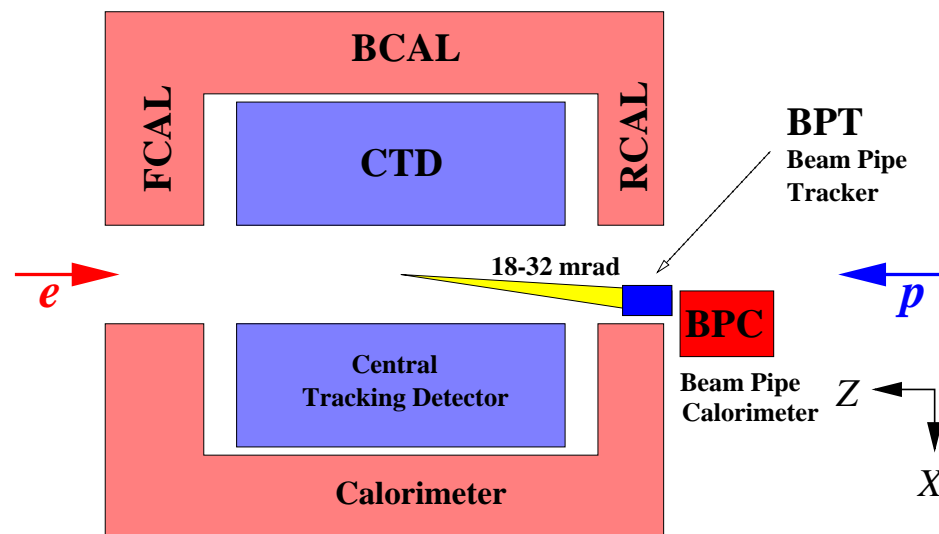 BCAL
FCAL
RCAL
CTD
BPT
Beam Pipe
Tracker
18-32 mrad
e
p
BPC
Central
Tracking Detector
Beam Pipe
Calorimeter
Z
X
Calorimeter